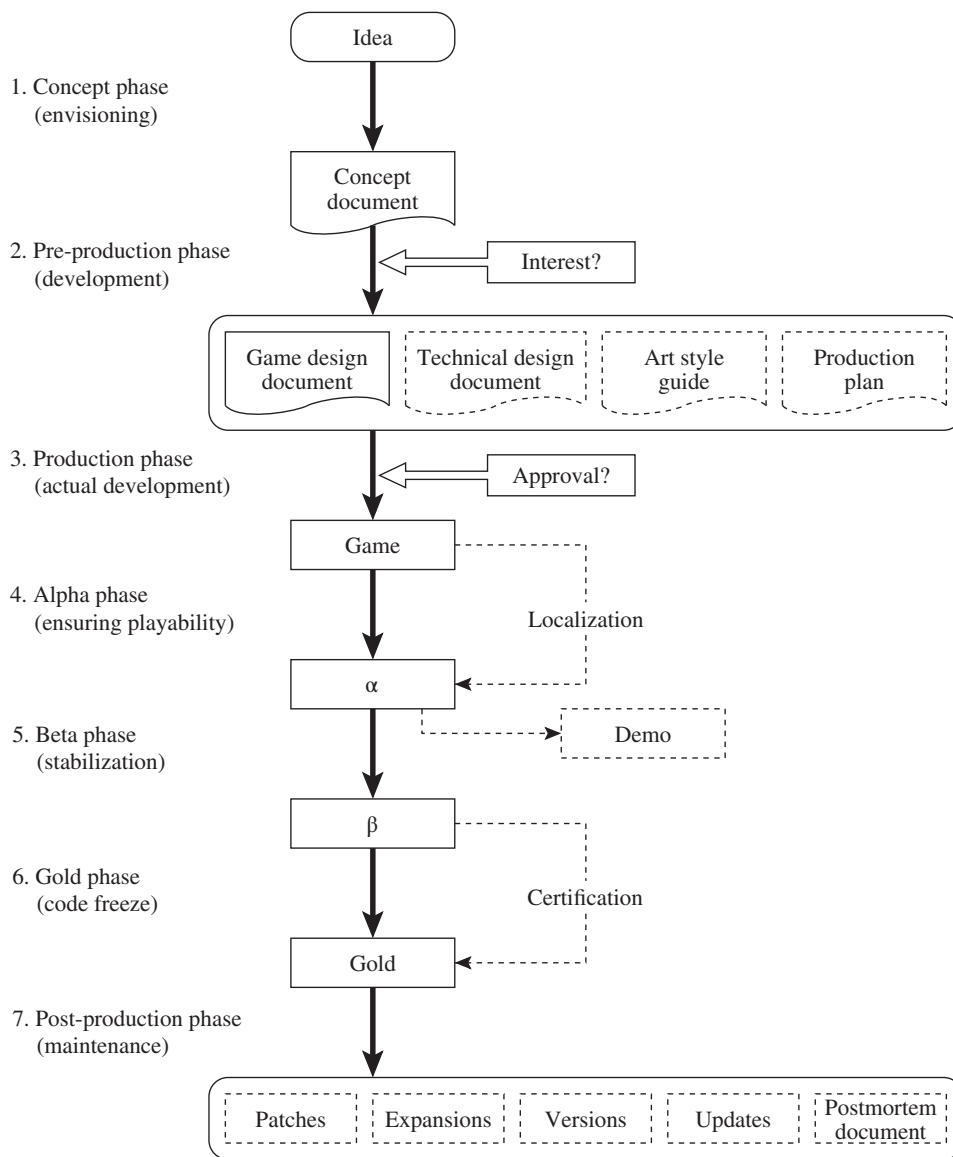 Idea
1. Concept phase
(envisioning)
Concept
document
2. Pre-production phase
(development)
Interest?
Game design
document
Technical design
document
Art style
guide
Production
plan
3. Production phase
(actual development)
Approval?
Game
4. Alpha phase
(ensuring playability)
Localization
α
5. Beta phase
(stabilization)
Demo
β
6. Gold phase
(code freeze)
Certification
Gold
7. Post-production phase
(maintenance)
Patches
Expansions
Versions
Updates
Postmortem
document